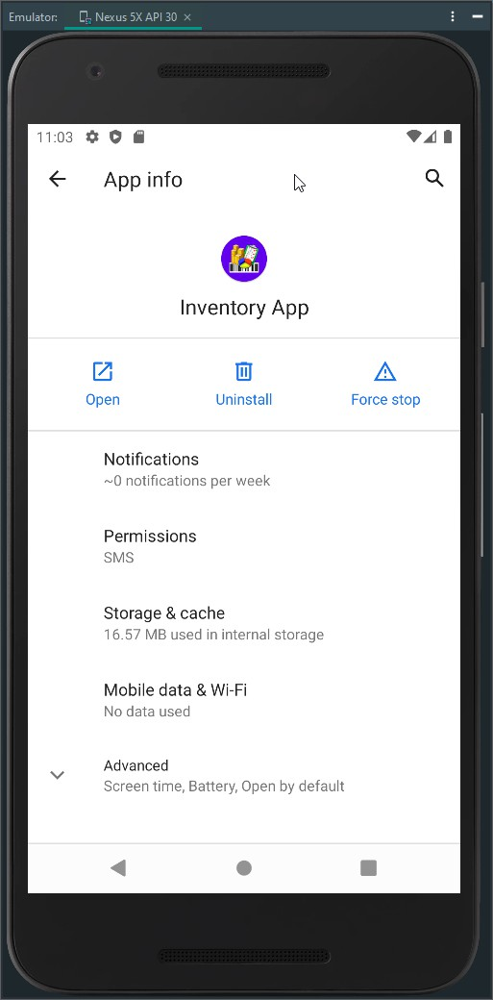 Emulator: Nexus 5X API 30
11:03
App info
Inventory App
Open Uninstall Force stop
Notifications
~0 notifications per week
Permissions
SMS
Storage & cache
16.57 MB used in internal storage
Mobile data & Wi-Fi
No data used
Advanced
Screen time, Battery, Open by default